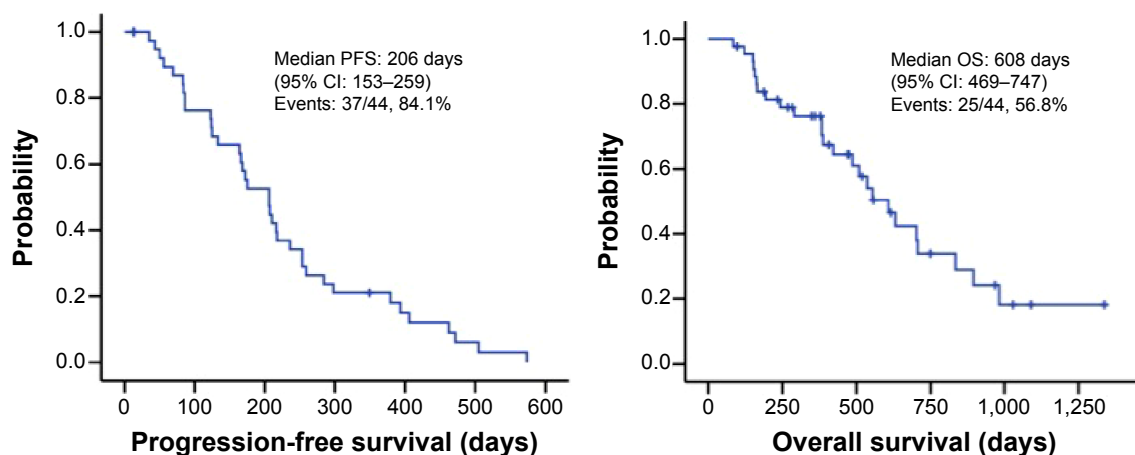 Median PFS: 206 days
(95% CI: 153–259)
Events: 37/44, 84.1%
Probability
1.0
0.8
0.6
0.4
0.2
0.0
0 100 200 300 400 500 600
Progression-free survival (days)
Median OS: 608 days
(95% CI: 469–747)
Events: 25/44, 56.8%
Probability
1.0
0.8
0.6
0.4
0.2
0.0
0 250 500 750 1,000 1,250
Overall survival (days)